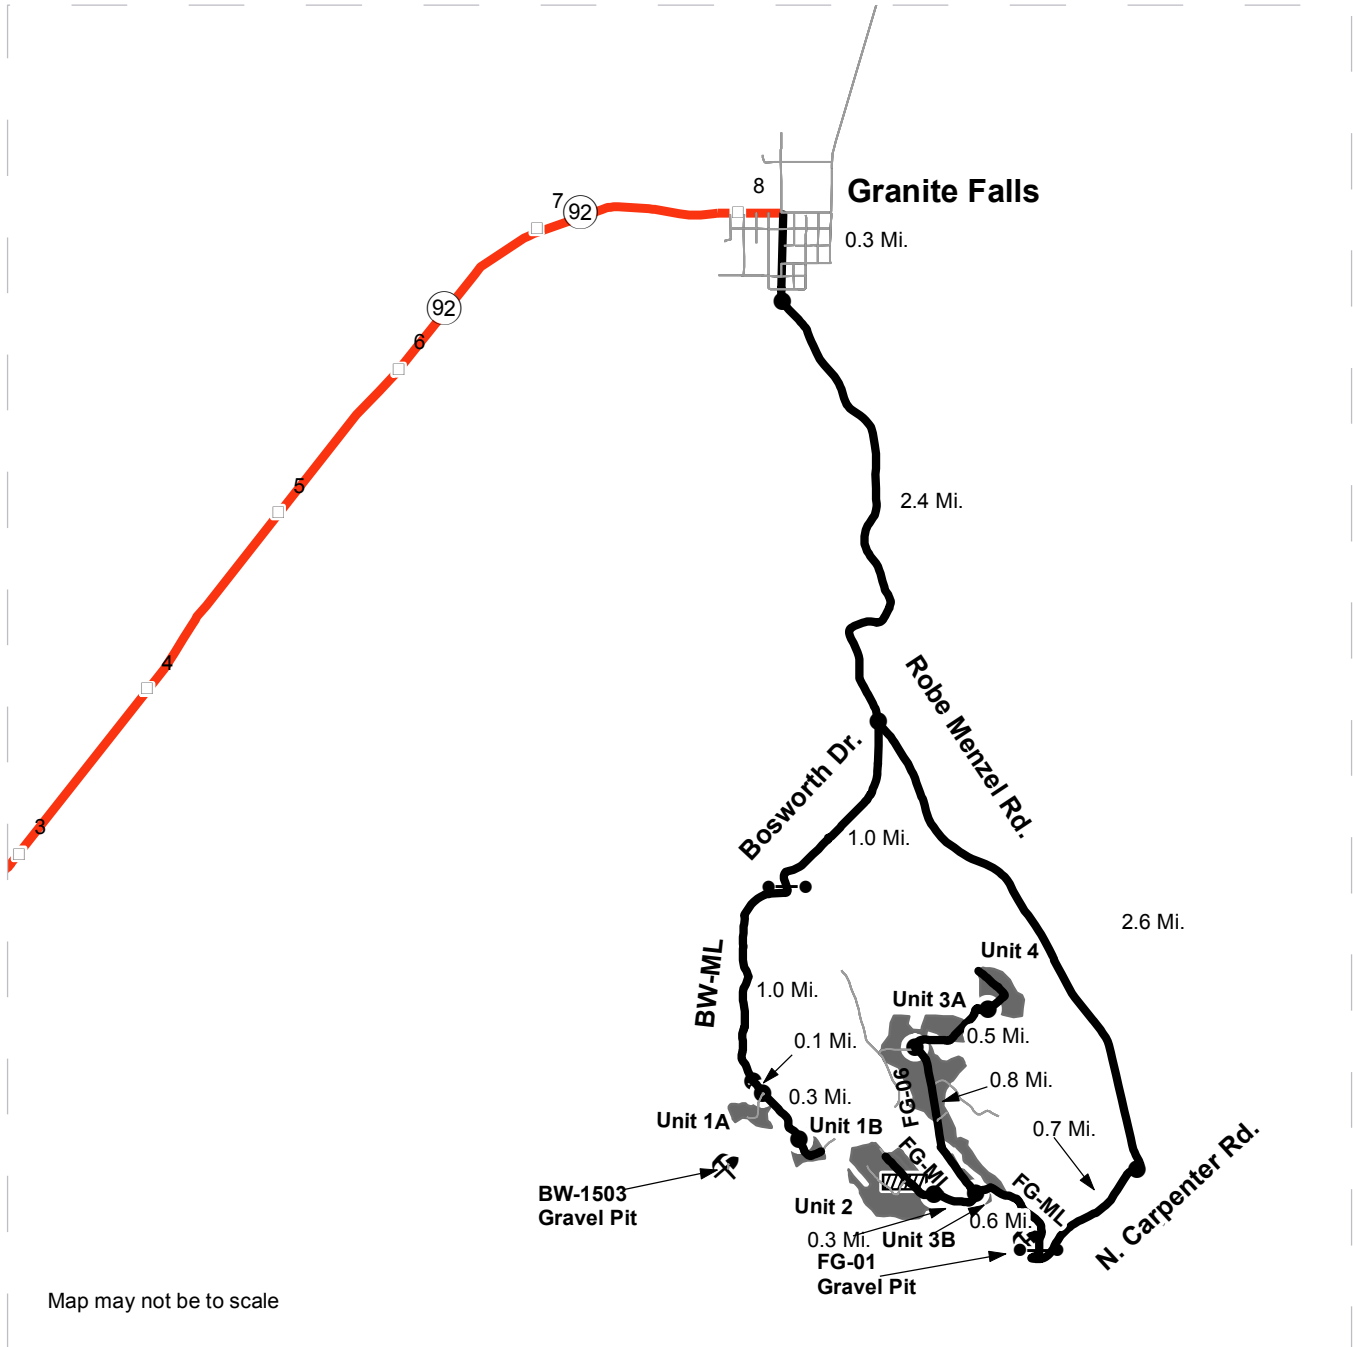 8
Granite Falls
7
92
0.3 Mi.
92
6
5
2.4 Mi.
4
Robe Menzel Rd.
Bosworth Dr.
3
1.0 Mi.
2.6 Mi.
Unit 4
BW-ML
1.0 Mi.
Unit 3A
0.5 Mi.
0.1 Mi.
0.8 Mi.
FG-06
0.3 Mi.
Unit 1A
Unit 1B
0.7 Mi.
FG-ML
N. Carpenter Rd.
BW-1503
Gravel Pit
Unit 2
FG-ML
0.6 Mi.
0.3 Mi.
Unit 3B
FG-01
Gravel Pit
Map may not be to scale